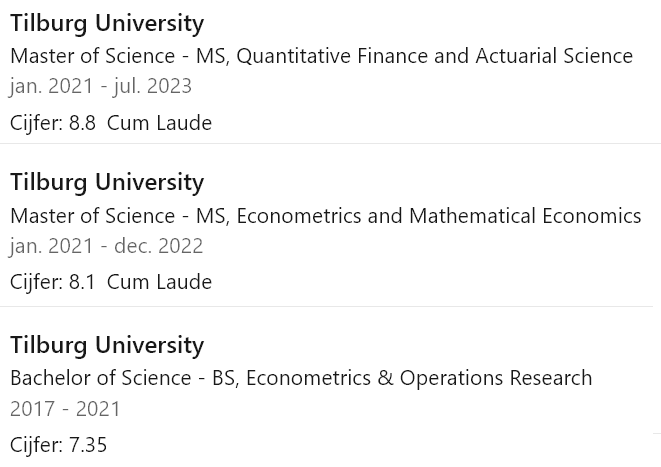 Tilburg University
Master of Science - MS, Quantitative Finance and Actuarial Science
jan. 2021 - jul. 2023
Cijfer: 8.8 Cum Laude
Tilburg University
Master of Science - MS, Econometrics and Mathematical Economics
jan. 2021 - dec. 2022
Cijfer: 8.1 Cum Laude
Tilburg University
Bachelor of Science - BS, Econometrics & Operations Research
2017 - 2021
Cijfer: 7.35